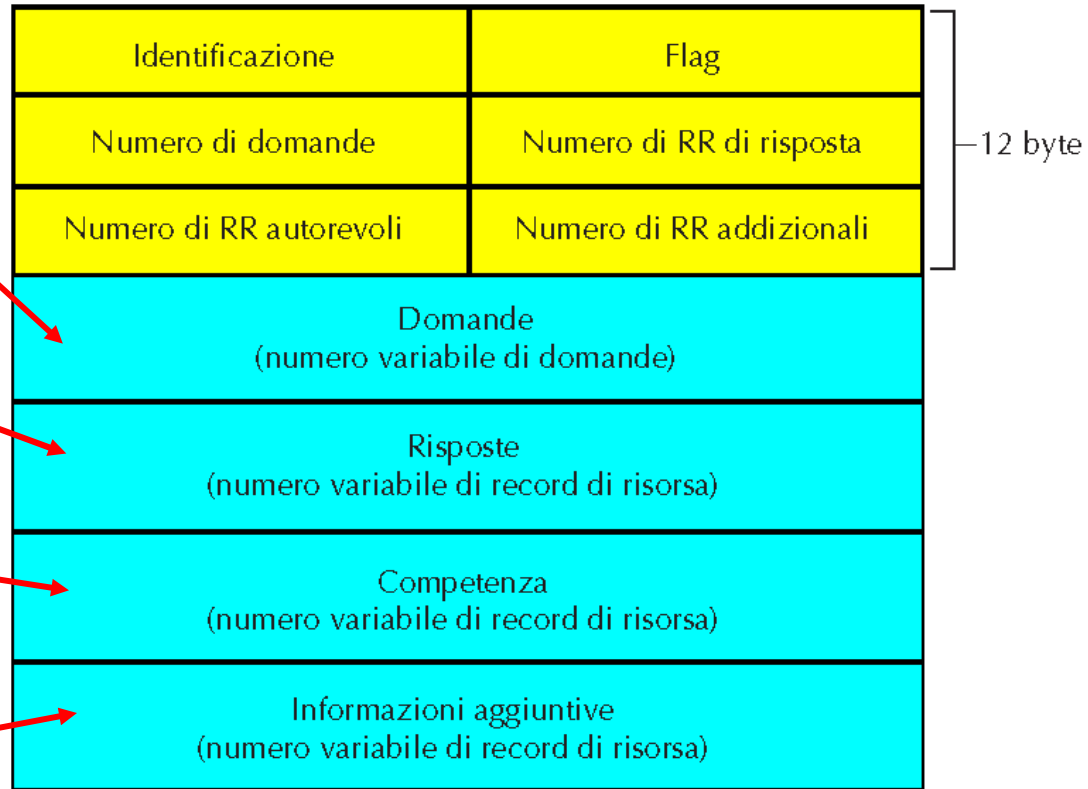 Identificazione
Flag
Numero di domande
Numero di RR di risposta
12 byte
Numero di RR autorevoli
Numero di RR addizionali
Domande
(numero variabile di domande)
Risposte
(numero variabile di record di risorsa)
Competenza
(numero variabile di record di risorsa)
Informazioni aggiuntive
(numero variabile di record di risorsa)